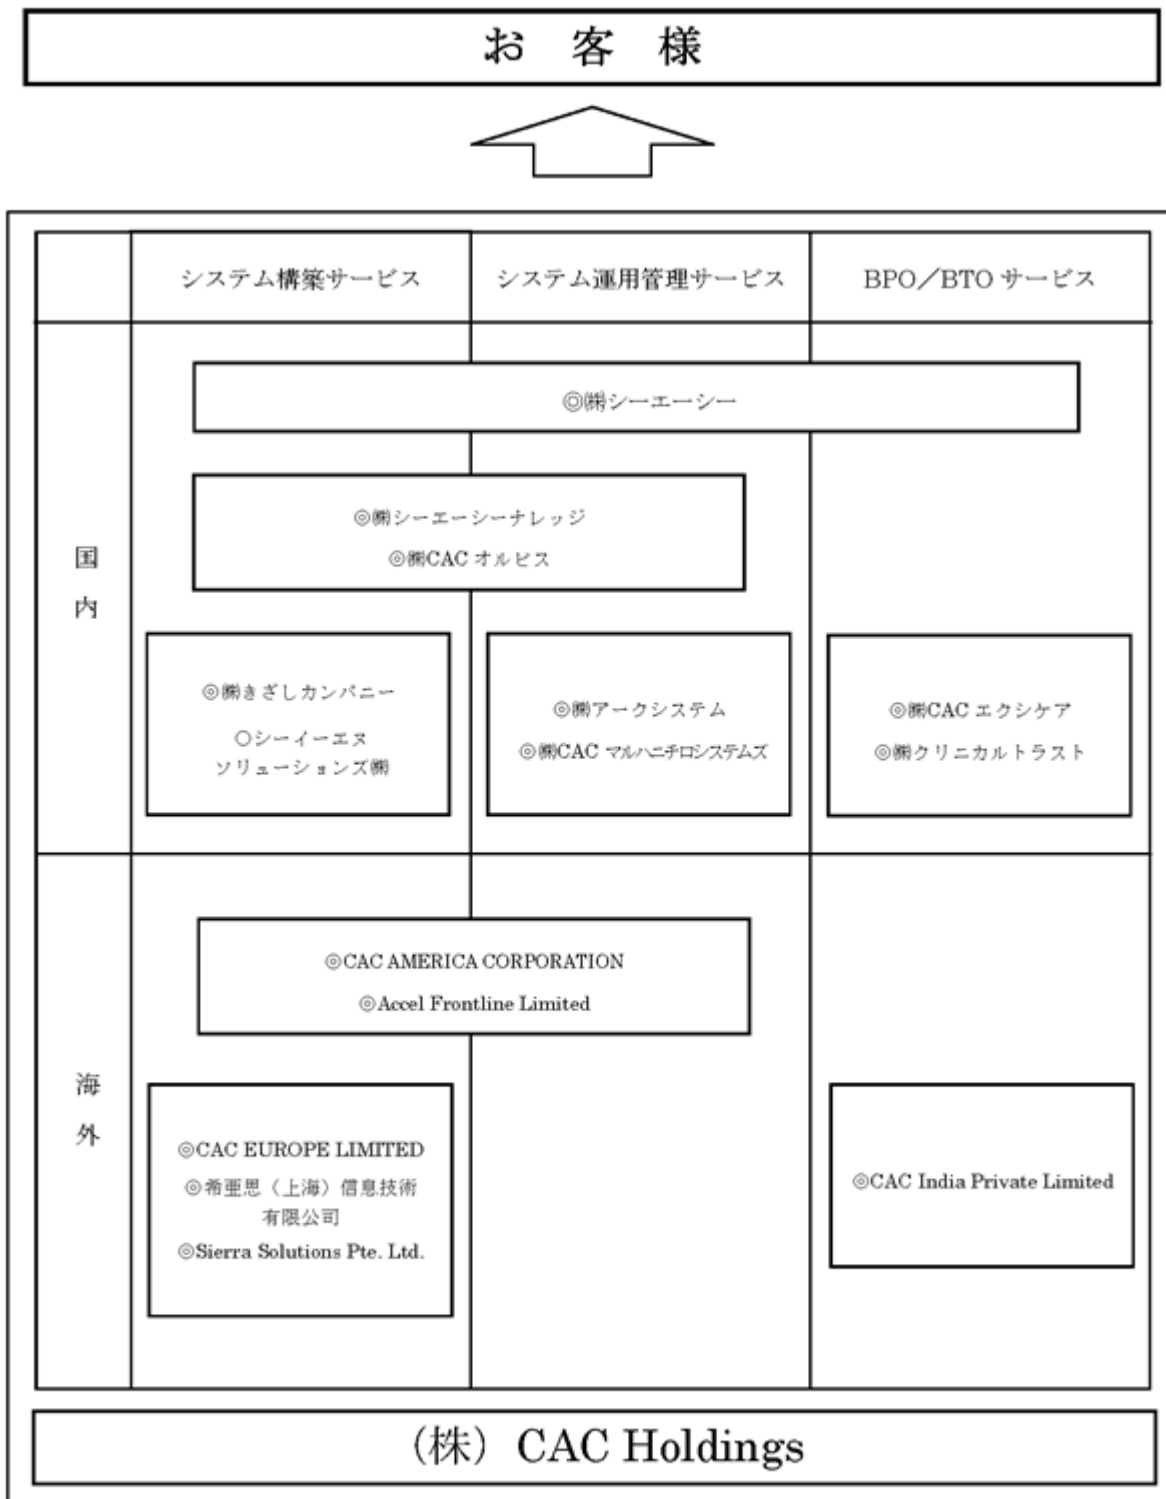 お 客 様
システム構築サービス
システム運用管理サービス
BPO／BTO サービス
国内
◎㈱シーエーシー
◎㈱シーエーシーナレッジ
◎㈱CAC オルビス
◎㈱きざしカンパニー
○シーイーエヌ
ソリューションズ㈱
◎㈱アークシステム
◎㈱CAC マルハニチロシステムズ
◎㈱CAC エクシケア
◎㈱クリニカルトラスト
海外
◎CAC AMERICA CORPORATION
◎Accel Frontline Limited
◎CAC EUROPE LIMITED
◎希亜思（上海）信息技術
有限公司
◎Sierra Solutions Pte. Ltd.
◎CAC India Private Limited
（株）CAC Holdings